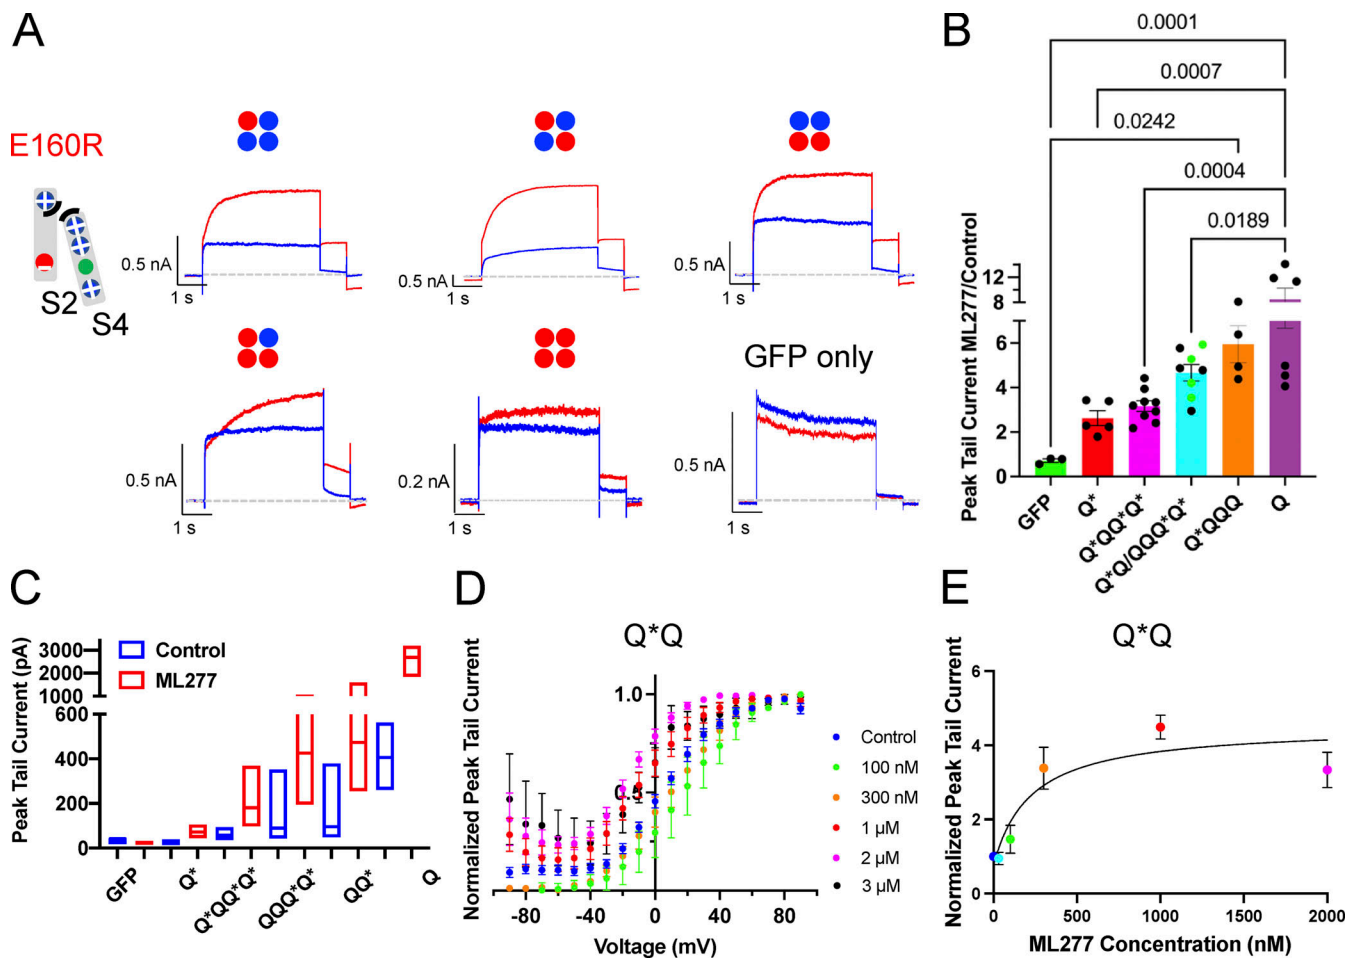 A
E160R
S2
S4
0.5 nA
1 s
0.5 nA
1 s
0.5 nA
1 s
GFP only
0.5 nA
1 s
0.2 nA
1 s
0.5 nA
1 s
B
0.0001
0.0007
0.0242
0.0004
0.0189
Peak Tail Current ML277/Control
12
8
6
4
2
0
GFP
Q*
Q*QQ*Q*
Q*Q/QQQ*Q*
Q*QQQ
Q
C
Peak Tail Current (pA)
3000
2000
1000
600
400
200
0
Control
ML277
GFP
Q*
Q*QQ*Q*
QQQ*Q*
QQ*
Q
D
Q*Q
Normalized Peak Tail Current
1.0
0.5
-80
-40
0
40
80
Voltage (mV)
Control
100 nM
300 nM
1 µM
2 µM
3 µM
E
Q*Q
Normalized Peak Tail Current
6
4
2
0
0
500
1000
1500
2000
ML277 Concentration (nM)